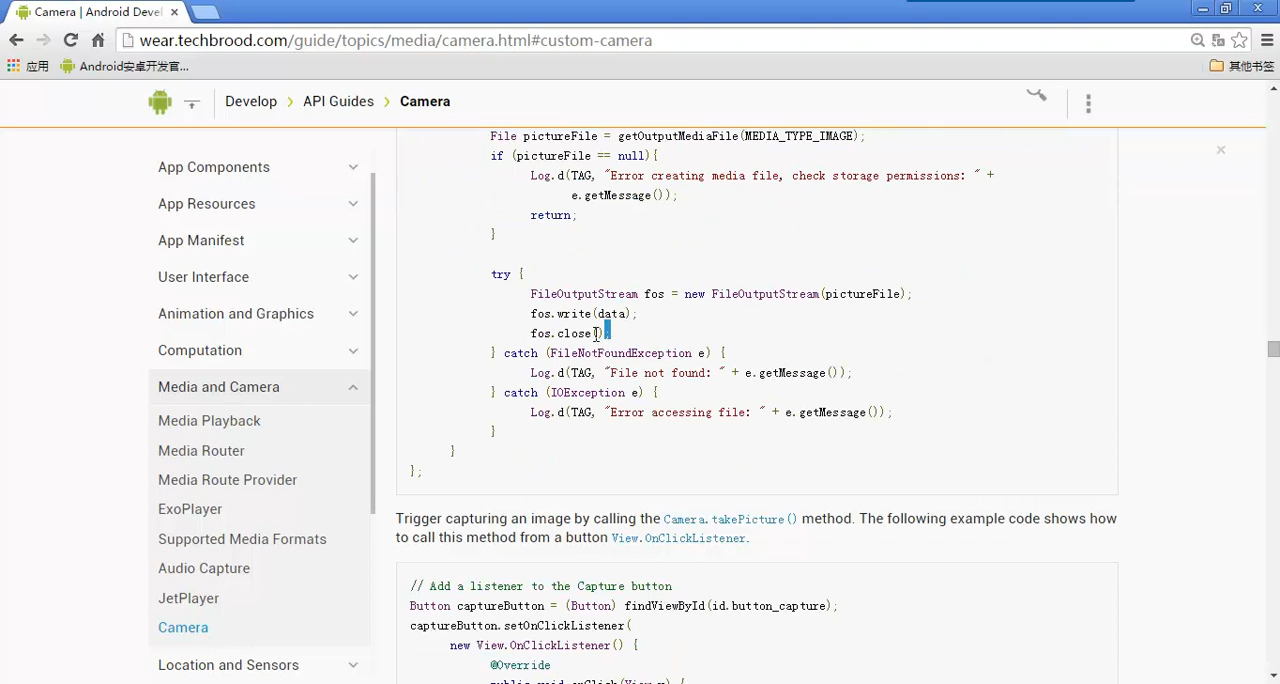 Camera | Android Devel
wear.techbrood.com/guide/topics/media/camera.html#custom-camera
应用 Android安卓开发官... 其他书签
Develop > API Guides > Camera
App Components
App Resources
App Manifest
User Interface
Animation and Graphics
Computation
Media and Camera
Media Playback
Media Router
Media Route Provider
ExoPlayer
Supported Media Formats
Audio Capture
JetPlayer
Camera
Location and Sensors
File pictureFile = getOutputMediaFile(MEDIA_TYPE_IMAGE);
if (pictureFile == null){
Log.d(TAG, "Error creating media file, check storage permissions: " +
e.getMessage());
return;
}
try {
FileOutputStream fos = new FileOutputStream(pictureFile);
fos.write(data);
fos.close();
} catch (FileNotFoundException e) {
Log.d(TAG, "File not found: " + e.getMessage());
} catch (IOException e) {
Log.d(TAG, "Error accessing file: " + e.getMessage());
}
}
};
Trigger capturing an image by calling the Camera.takePicture() method. The following example code shows how
to call this method from a button View.OnClickListener.
// Add a listener to the Capture button
Button captureButton = (Button) findViewById(id.button_capture);
captureButton.setOnClickListener(
new View.OnClickListener() {
@Override
public void onClick(View v) {